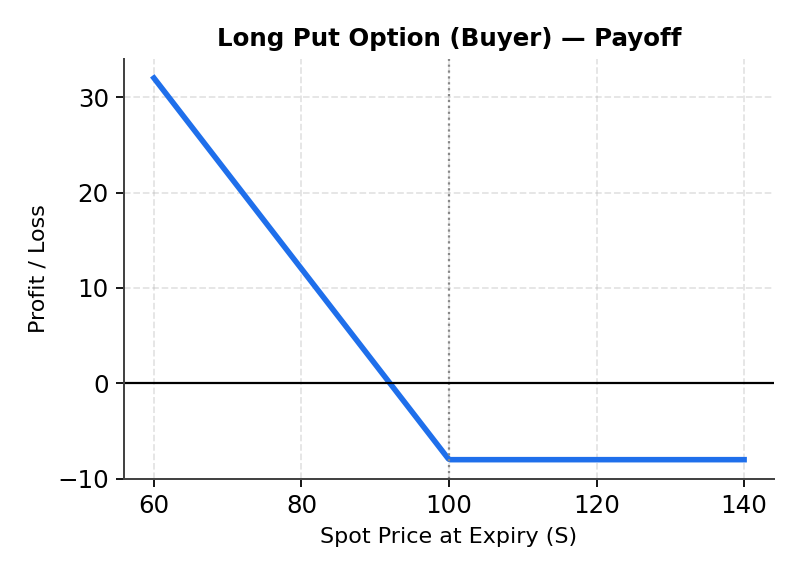 Long Put Option (Buyer) — Payoff
30
20
10
0
−10
Profit / Loss
60 80 100 120 140
Spot Price at Expiry (S)